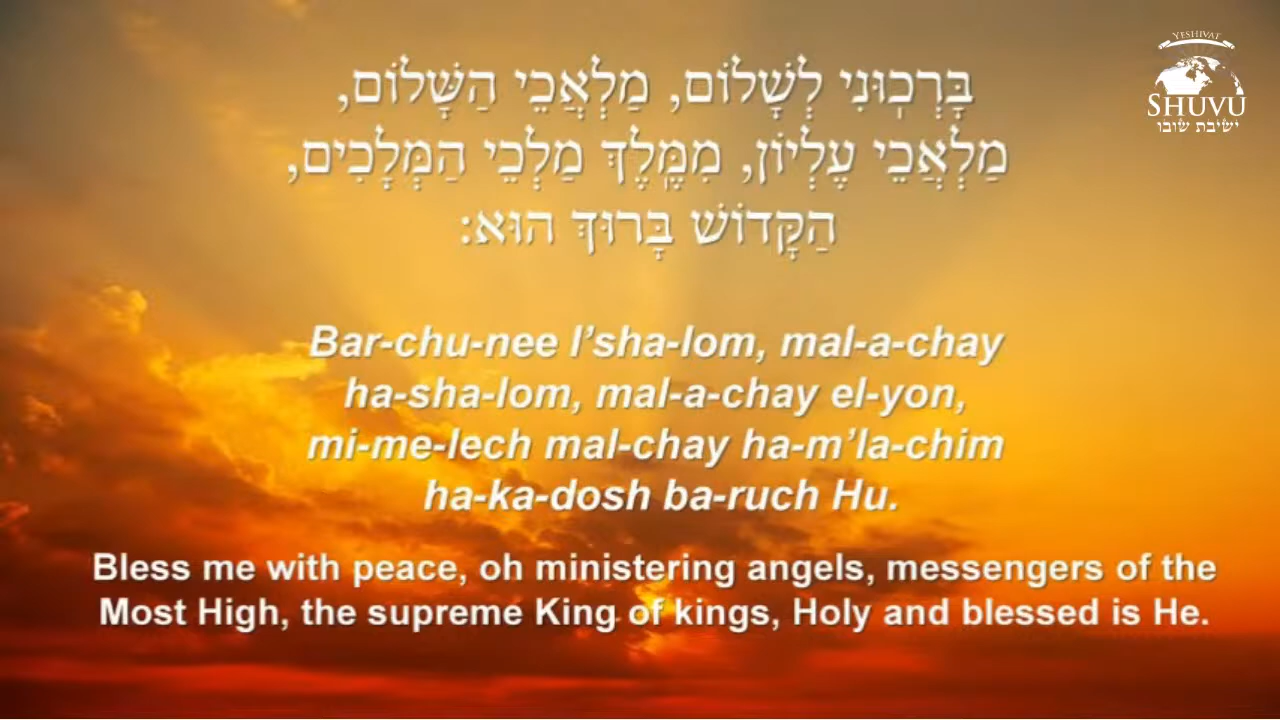 בָּרְכֽוּנִי לְשָׁלוֹם, מַלְאֲכֵי הַשָּׁלוֹם,
מַלְאֲכֵי עֶלְיוֹן, מִמֶּֽלֶךְ מַלְכֵי הַמְּלָכִים,
הַקָּדוֹשׁ בָּרוּךְ הוּא:
Bar-chu-nee l’sha-lom, mal-a-chay
ha-sha-lom, mal-a-chay el-yon,
mi-me-lech mal-chay ha-m’la-chim
ha-ka-dosh ba-ruch Hu.
Bless me with peace, oh ministering angels, messengers of the
Most High, the supreme King of kings, Holy and blessed is He.
YESHIVAT
SHUVU
ישיבת שובו